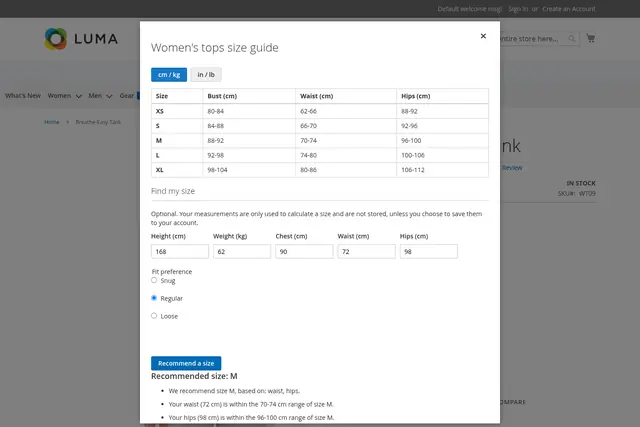 Default welcome msg! Sign In or Create an Account
LUMA
entire store here...
What's New Women Men Gear
Home Breathe-Easy Tank
Review
IN STOCK
SKU#: WT09
Women's tops size guide
cm / kg in / lb
Size Bust (cm) Waist (cm) Hips (cm)
XS 80-84 62-66 88-92
S 84-88 66-70 92-96
M 88-92 70-74 96-100
L 92-98 74-80 100-106
XL 98-104 80-86 106-112
Find my size
Optional. Your measurements are only used to calculate a size and are not stored, unless you choose to save them
to your account.
Height (cm) Weight (kg) Chest (cm) Waist (cm) Hips (cm)
168 62 90 72 98
Fit preference
Snug
Regular
Loose
Recommend a size
Recommended size: M
We recommend size M, based on: waist, hips.
Your waist (72 cm) is within the 70-74 cm range of size M.
Your hips (98 cm) is within the 96-100 cm range of size M.